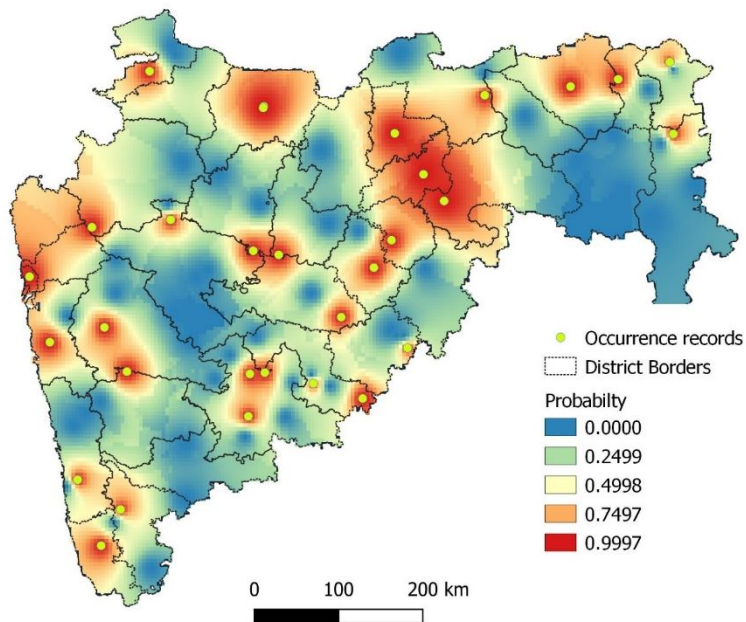 Occurrence records
District Borders
Probabilty
0.0000
0.2499
0.4998
0.7497
0.9997
0 100 200 km